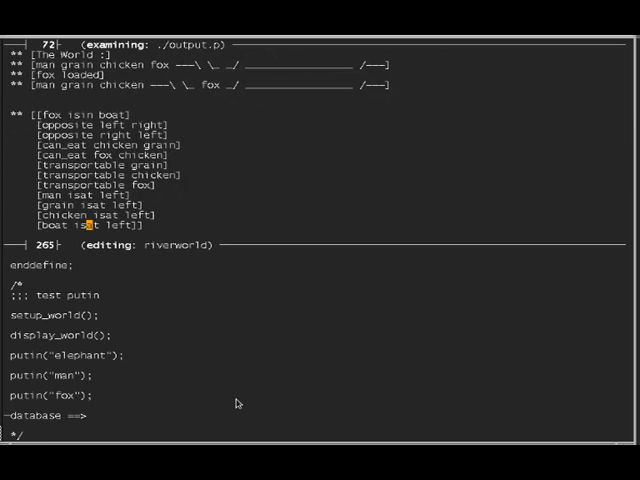 72 (examining: ./output.p)
** [The World :]
** [man grain chicken fox ---\ \_ _/ _________________ /---]
** [fox loaded]
** [man grain chicken ---\ \_ fox _/ _________________ /---]
** [[fox isin boat]
[opposite left right]
[opposite right left]
[can_eat chicken grain]
[can_eat fox chicken]
[transportable grain]
[transportable chicken]
[transportable fox]
[man isat left]
[grain isat left]
[chicken isat left]
[boat isat left]]
265 (editing: riverworld)
enddefine;
/*
;;; test putin
setup_world();
display_world();
putin("elephant");
putin("man");
putin("fox");
database ==>
*/